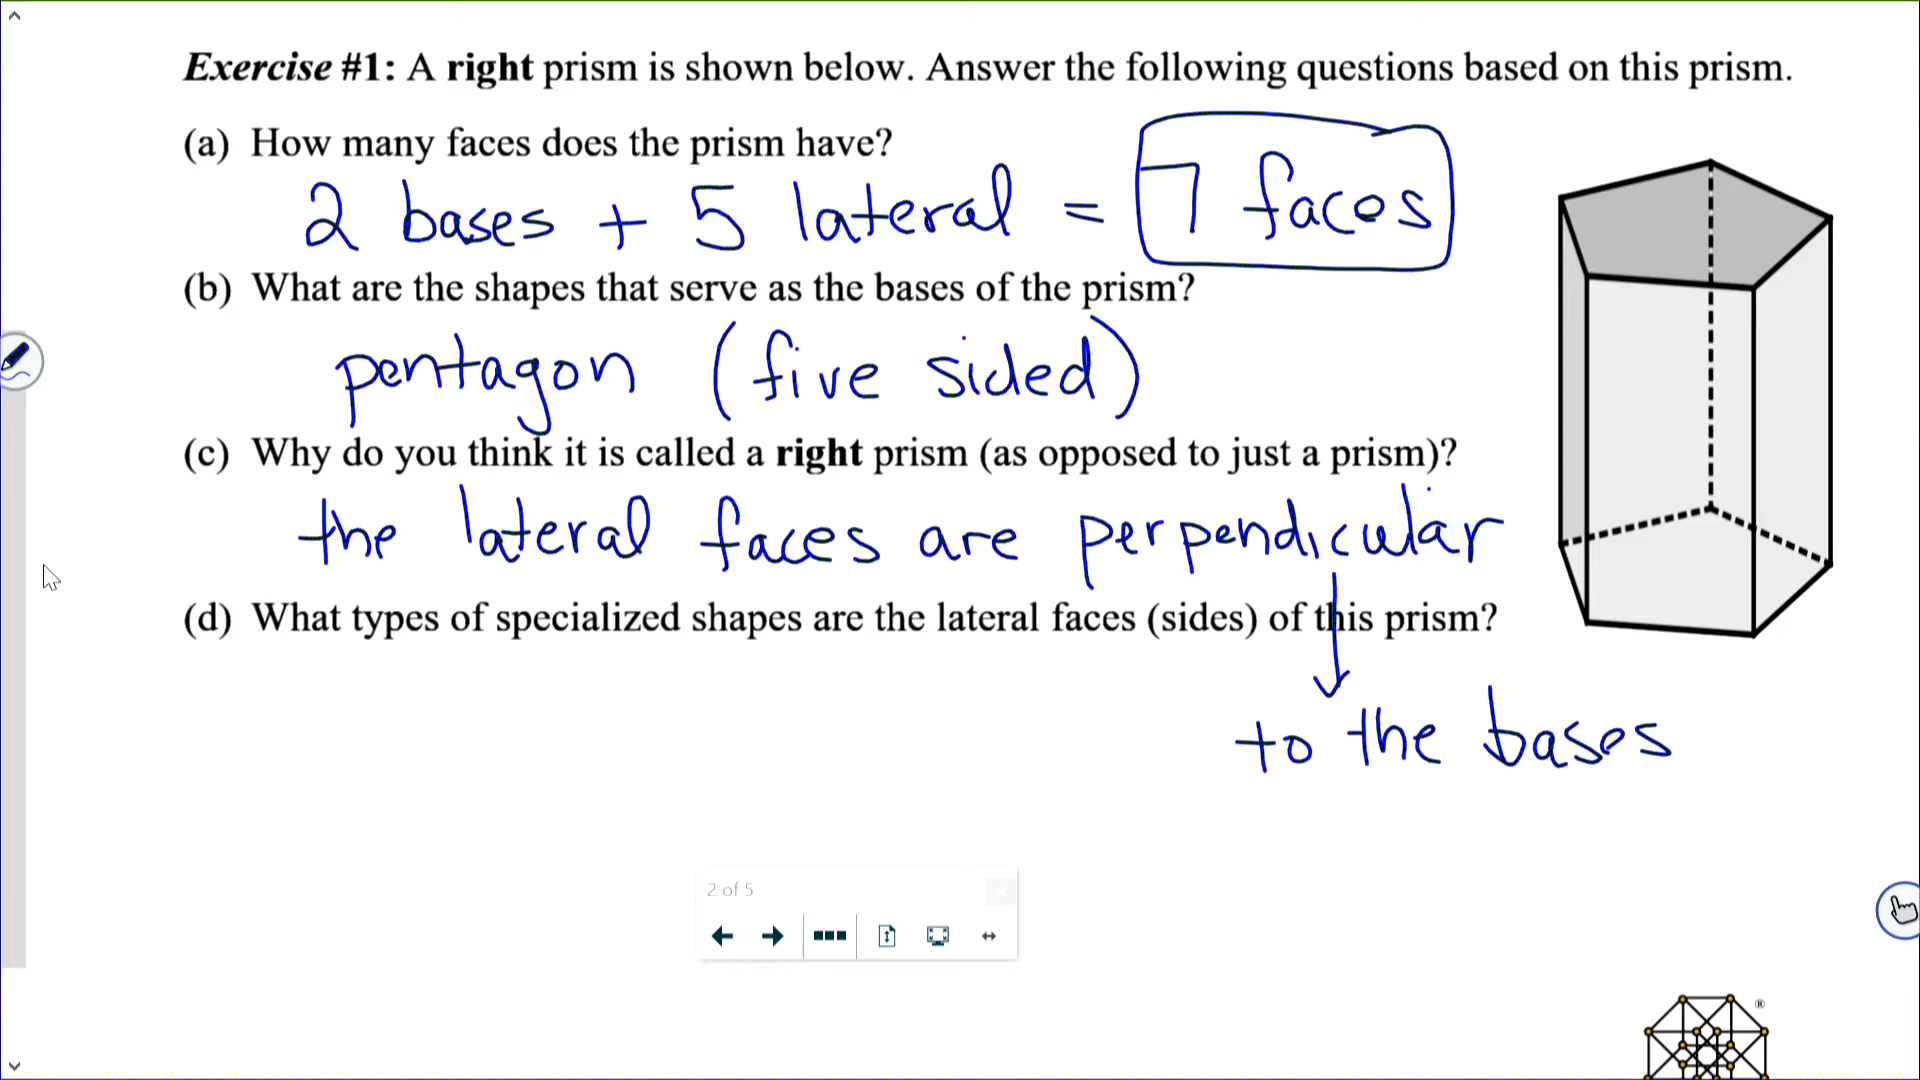 Exercise #1: A right prism is shown below. Answer the following questions based on this prism.
(a) How many faces does the prism have?
2 bases + 5 lateral = 7 faces
(b) What are the shapes that serve as the bases of the prism?
pentagon (five sided)
(c) Why do you think it is called a right prism (as opposed to just a prism)?
the lateral faces are perpendicular
(d) What types of specialized shapes are the lateral faces (sides) of this prism?
to the bases
2 of 5
®